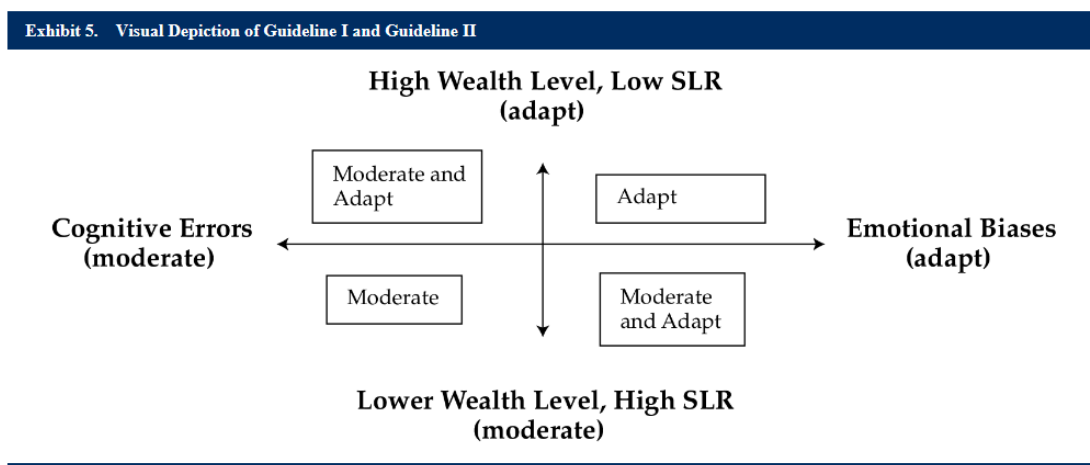 Exhibit 5. Visual Depiction of Guideline I and Guideline II
High Wealth Level, Low SLR
(adapt)
Moderate and
Adapt
Adapt
Cognitive Errors
(moderate)
Emotional Biases
(adapt)
Moderate
Moderate
and Adapt
Lower Wealth Level, High SLR
(moderate)